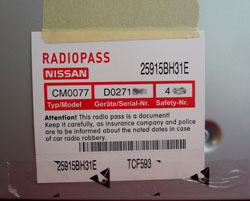 RADIOPASS
NISSAN 25915BH31E
CM0077 D0271 4
Typ/Model Geräte/Serial-Nr. Safety-Nr.
Attention! This radio pass is a document!
Keep it carefully, as insurance company and police
are to be informed about the noted dates in case
of car radio robbery.
25915BH31E TCF593